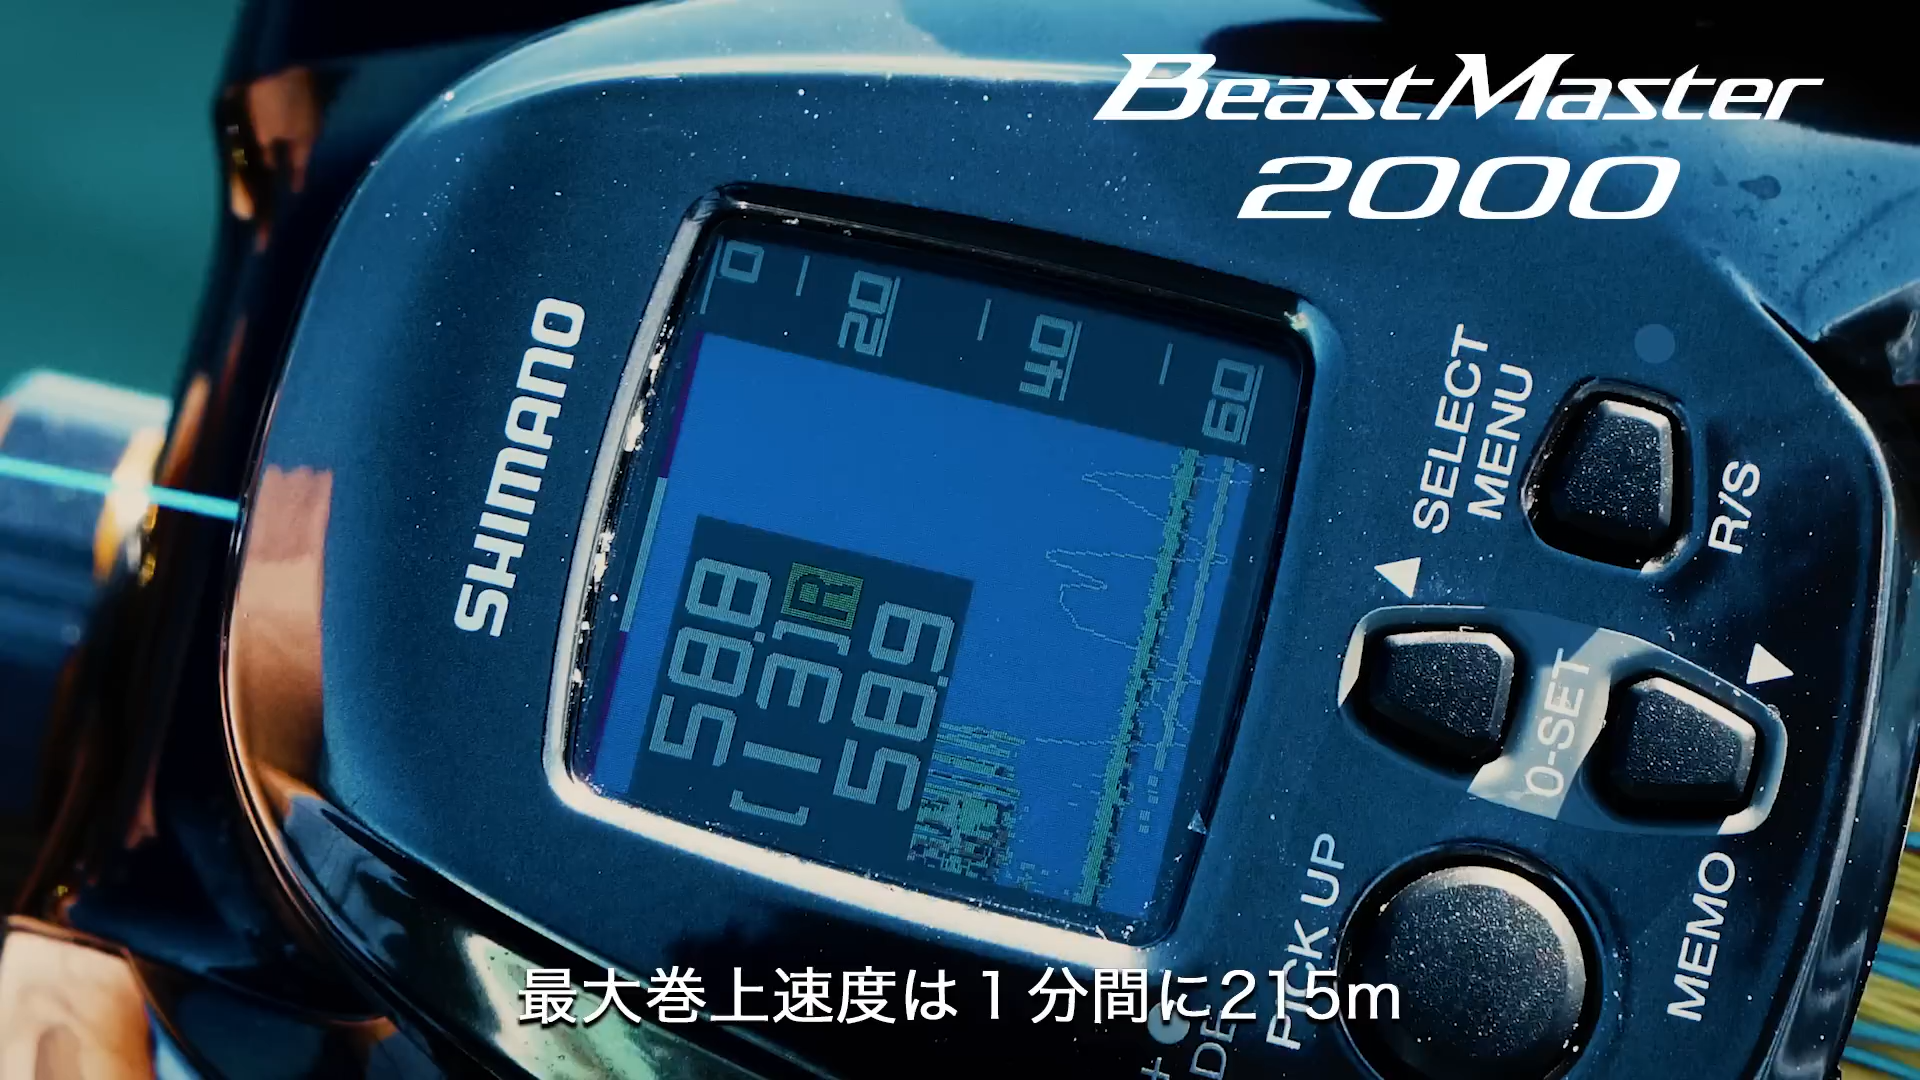 BeastMaster
2000
SHIMANO
0
20
40
60
58.8
R
58.9
SELECT
MENU
R/S
0-SET
MEMO
PICK UP
最大巻上速度は１分間に215m